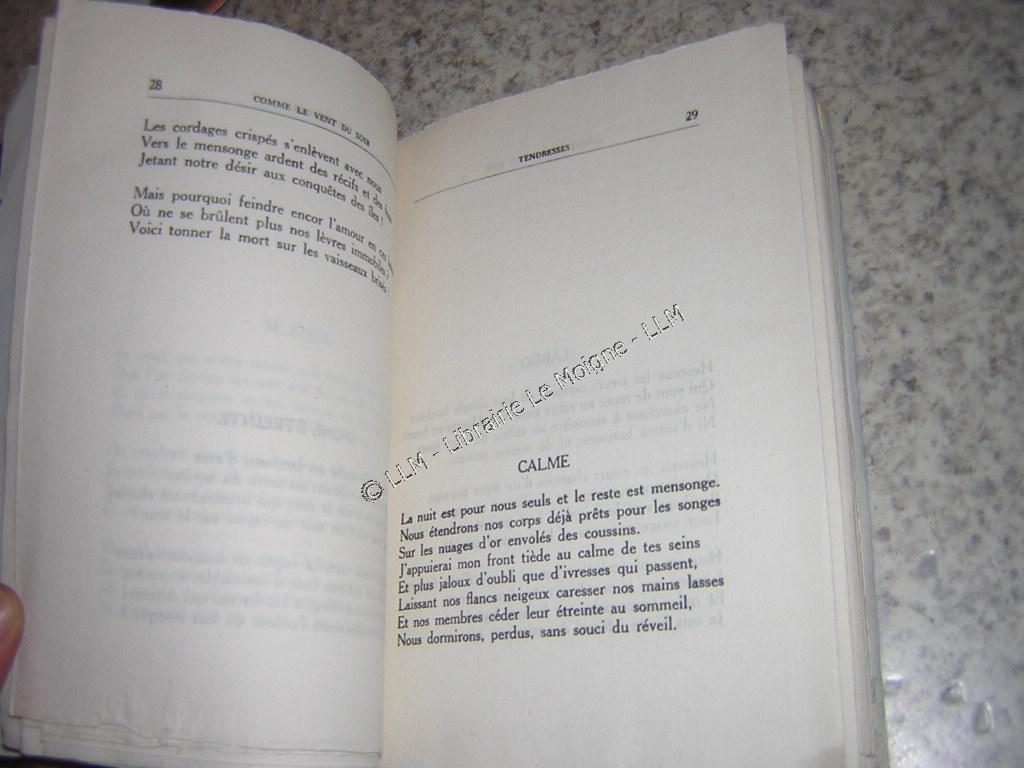 28
COMME LE VENT DU SOIR
Les cordages crispés s'enlèvent avec nous
Vers le mensonge ardent des récifs et des
Jetant notre désir aux conquêtes des îles !
Mais pourquoi feindre encor l'amour en ces
Où ne se brûlent plus nos lèvres immobiles ?
Voici tonner la mort sur les vaisseaux brisés !
29
TENDRESSES
CALME
La nuit est pour nous seuls et le reste est mensonge.
Nous étendrons nos corps déjà prêts pour les songes
Sur les nuages d'or envolés des coussins.
J'appuierai mon front tiède au calme de tes seins
Et plus jaloux d'oubli que d'ivresses qui passent,
Laissant nos flancs neigeux caresser nos mains lasses
Et nos membres céder leur étreinte au sommeil,
Nous dormirons, perdus, sans souci du réveil.
© LLM - Librairie Le Moigne - LLM